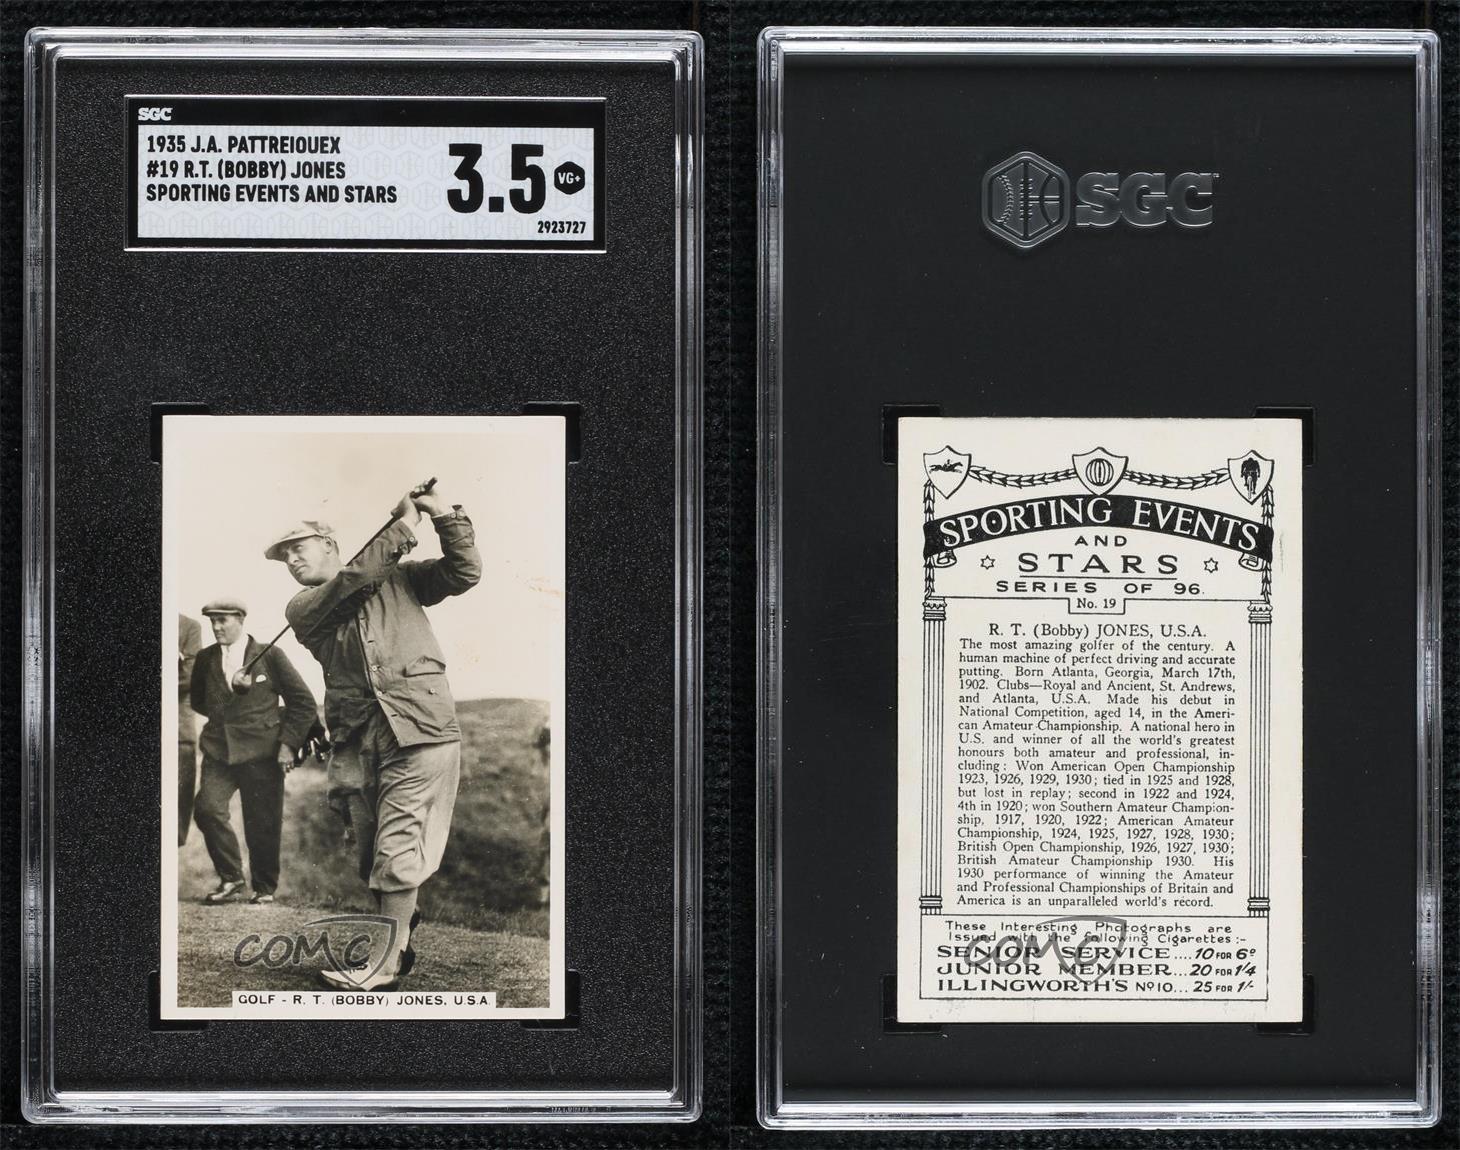 SGC
1935 J.A. PATTREIOUEX
#19 R.T. (BOBBY) JONES
SPORTING EVENTS AND STARS
3.5
VG+
2923727
COMC
GOLF - R. T. (BOBBY) JONES, U.S.A.
SGC
SPORTING EVENTS
AND
STARS
SERIES OF 96.
No. 19
R. T. (Bobby) JONES, U.S.A.
The most amazing golfer of the century. A
human machine of perfect driving and accurate
putting. Born Atlanta, Georgia, March 17th,
1902. Clubs—Royal and Ancient, St. Andrews,
and Atlanta, U.S.A. Made his debut in
National Competition, aged 14, in the Ameri-
can Amateur Championship. A national hero in
U.S. and winner of all the world's greatest
honours both amateur and professional, in-
cluding: Won American Open Championship
1923, 1926, 1929, 1930; tied in 1925 and 1928,
but lost in replay; second in 1922 and 1924,
4th in 1920; won Southern Amateur Champion-
ship, 1917, 1920, 1922; American Amateur
Championship, 1924, 1925, 1927, 1928, 1930;
British Open Championship, 1926, 1927, 1930;
British Amateur Championship 1930. His
1930 performance of winning the Amateur
and Professional Championships of Britain and
America is an unparalleled world's record.
These Interesting Photographs are
Issued with the following Cigarettes:-
SENIOR SERVICE....10 FOR 6ᴰ
JUNIOR MEMBER...20 FOR 1/4
ILLINGWORTH'S Nº10...25 FOR 1/-
COMC